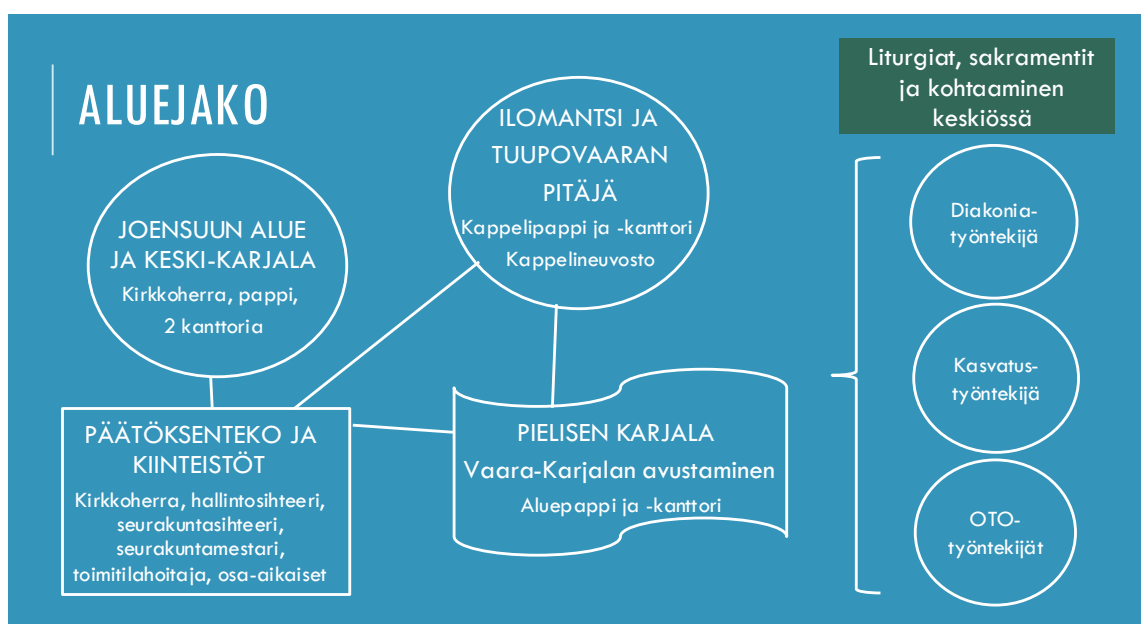 ALUEJAKO
JOENSUUN ALUE
JA KESKI-KARJALA
Kirkkoherra, pappi,
2 kanttoria
ILOMANTSI JA
TUUPOVAARAN
PITÄJÄ
Kappelipappi ja -kanttori
Kappelineuvosto
PÄÄTÖKSENTEKO JA
KIINTEISTÖT
Kirkkoherra, hallintosihteeri,
seurakuntasihteeri,
seurakuntamestari,
toimitilahoitaja, osa-aikaiset
PIELISEN KARJALA
Vaara-Karjalan avustaminen
Aluepappi ja -kanttori
Liturgiat, sakramentit
ja kohtaaminen
keskiössä
Diakonia-
työntekijä
Kasvatus-
työntekijä
OTO-
työntekijät